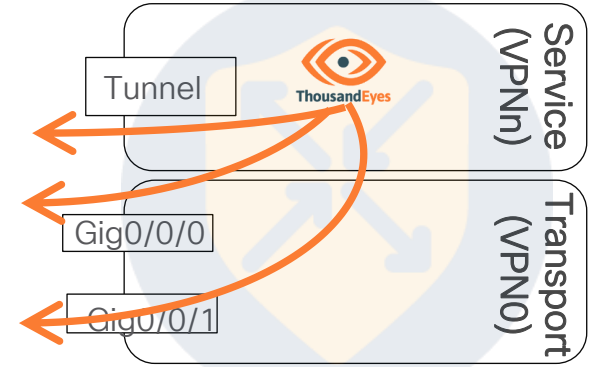 Service
(VPNn)
Tunnel
ThousandEyes
Gig0/0/0
Transport
(VPN0)
Gig0/0/1